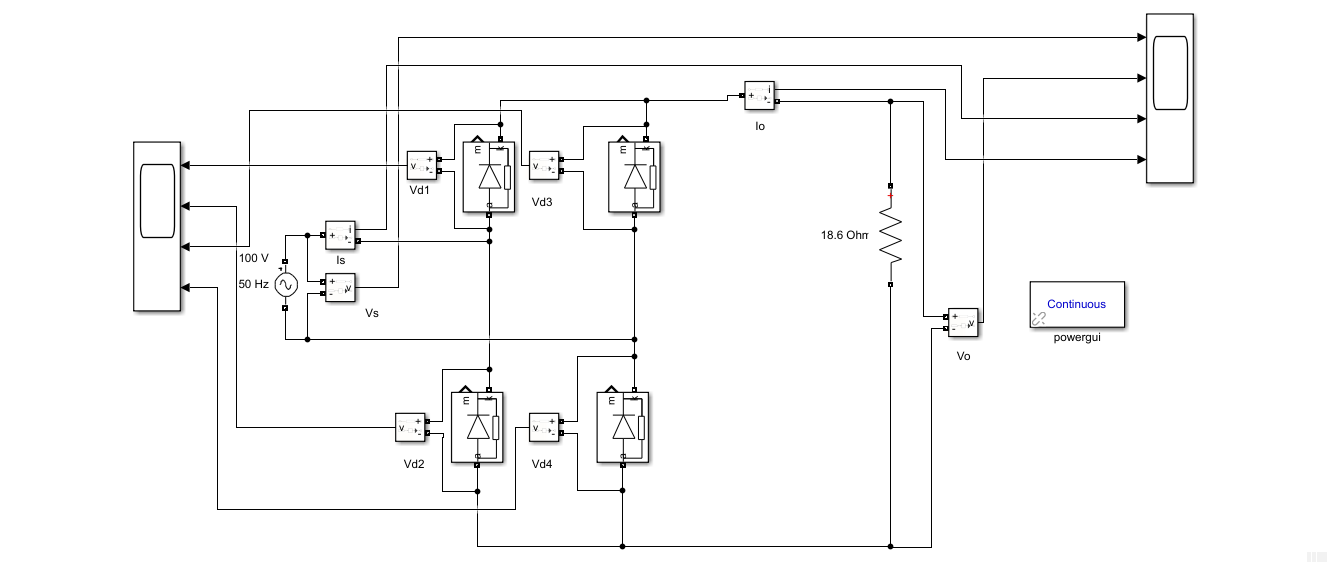 Io
+
i
-
m
k
a
v
+
-
Vd1
m
k
a
v
+
-
Vd3
18.6 Ohm
100 V
50 Hz
+
i
-
Is
+
-
v
Vs
Continuous
powergui
+
-
v
Vo
m
k
a
v
+
-
Vd2
m
k
a
v
+
-
Vd4